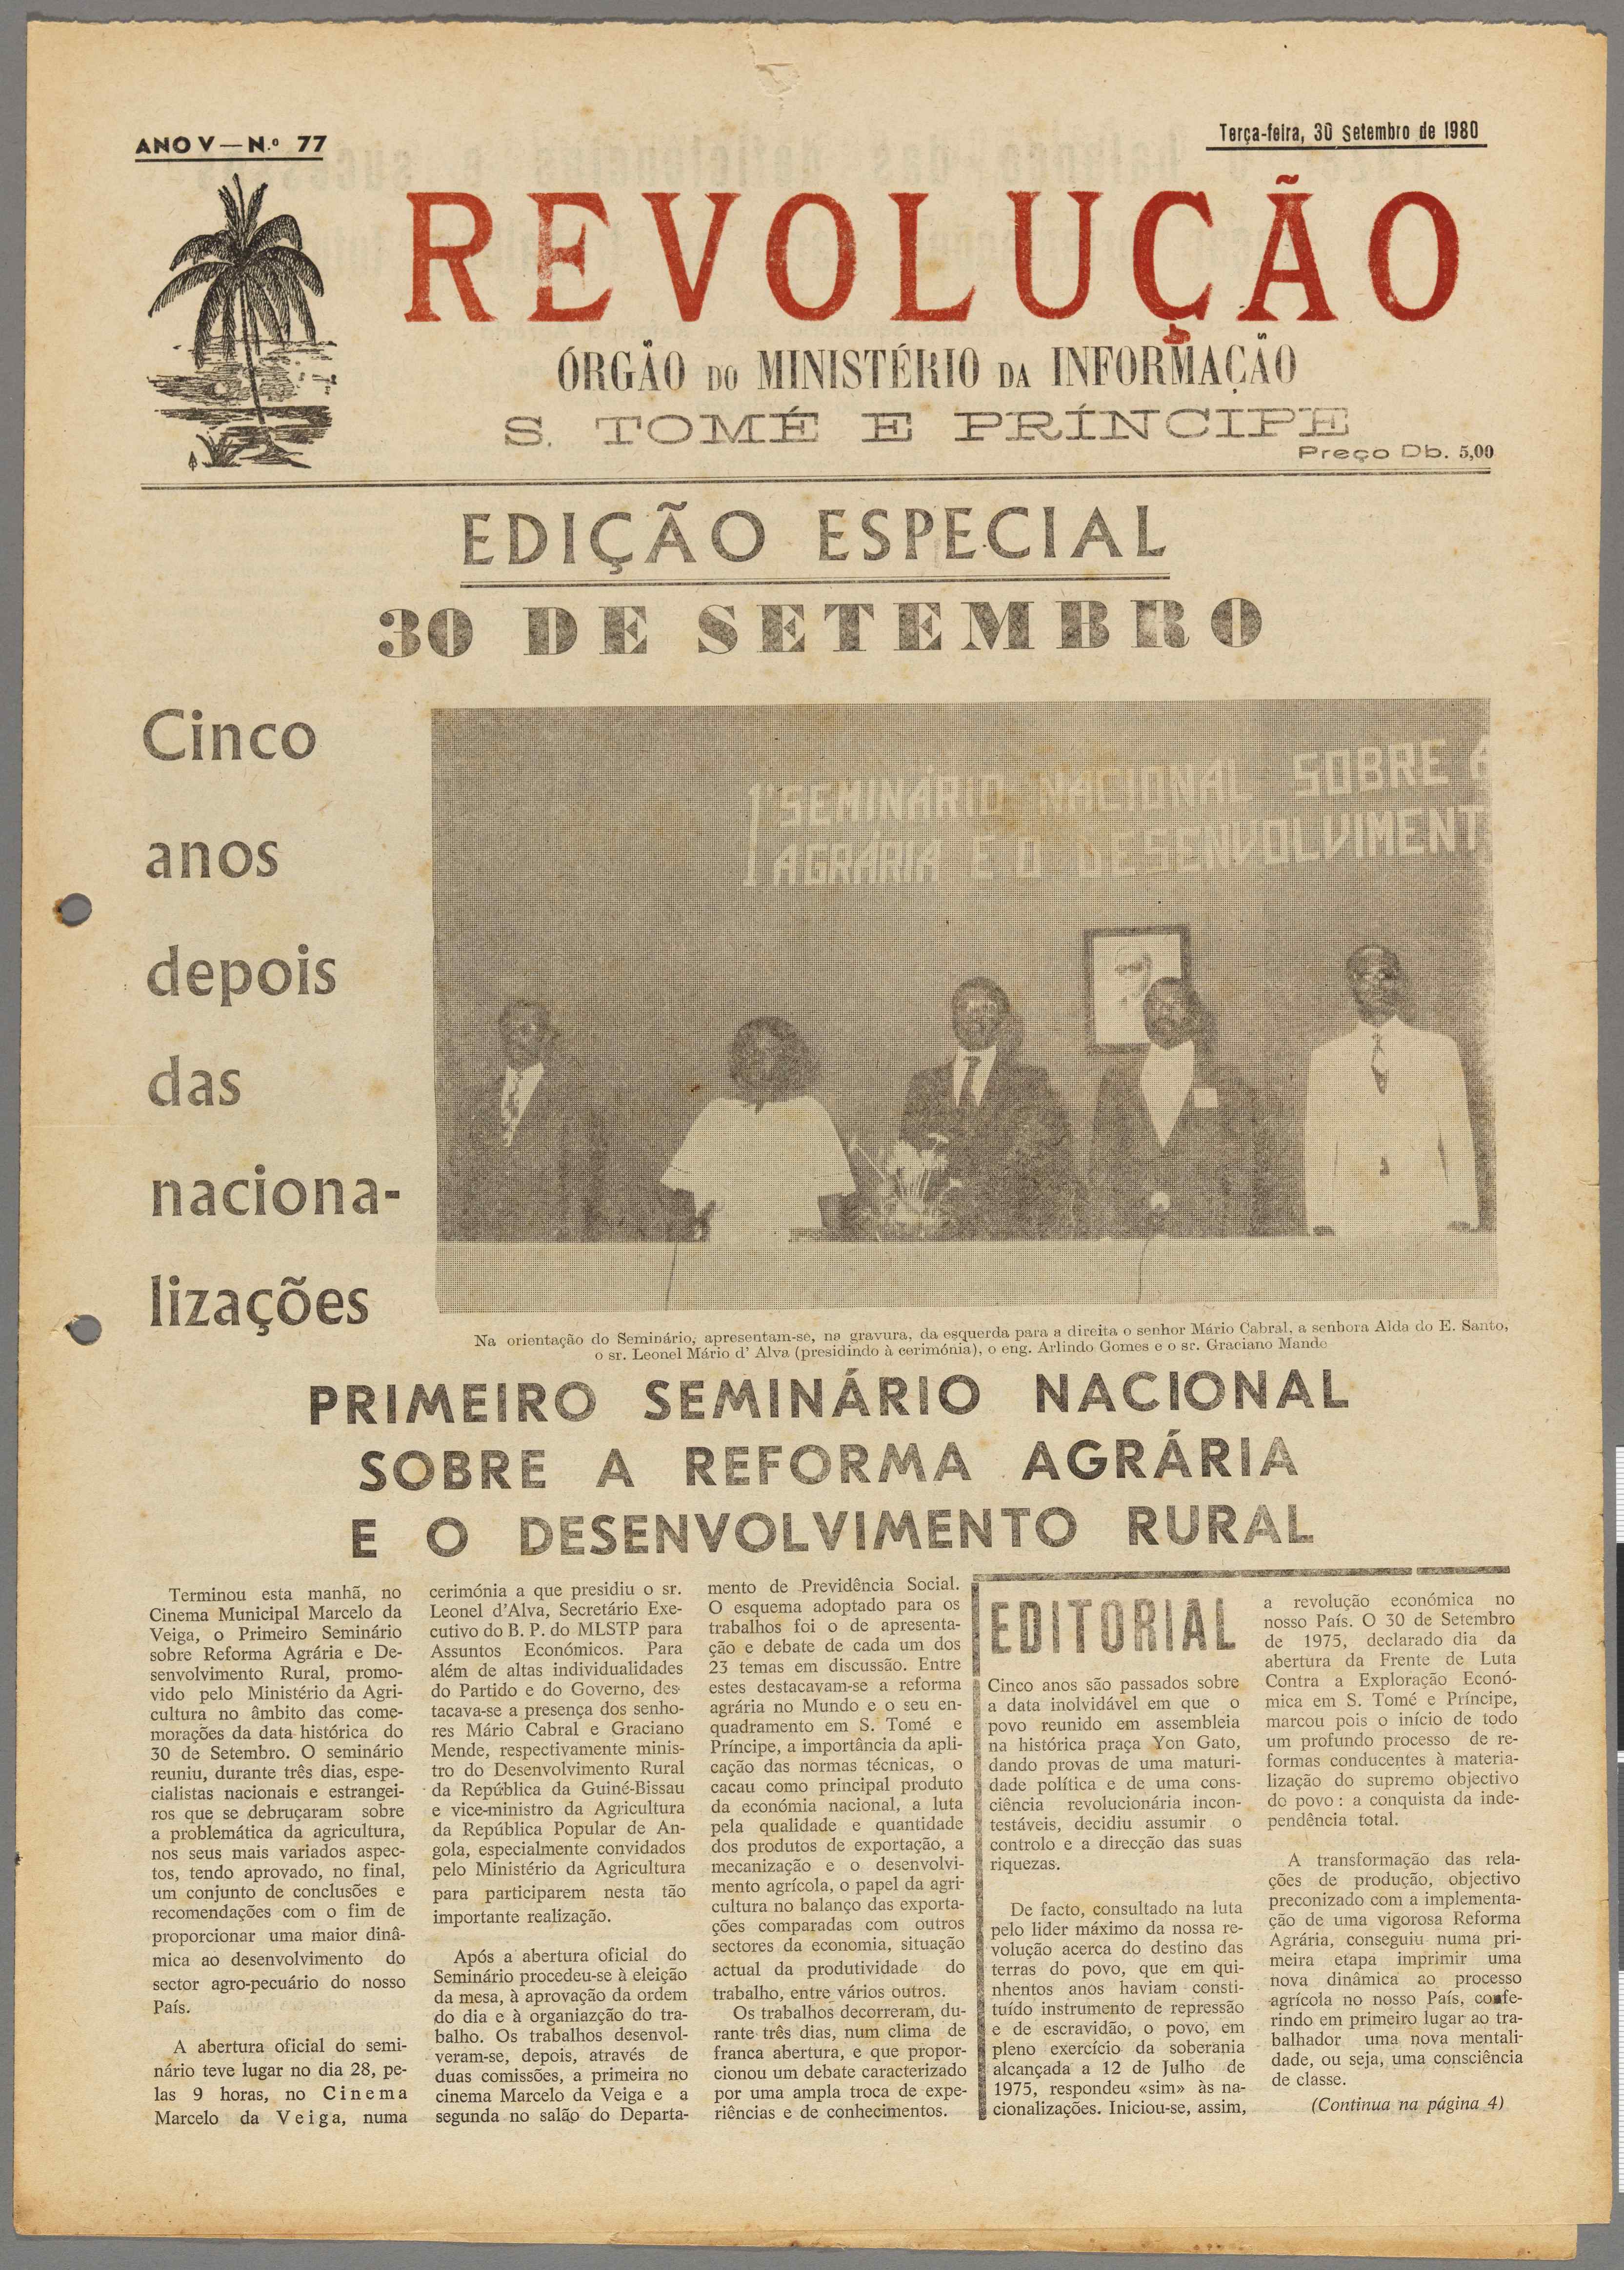 ANO V — N.º 77
Terça-feira, 30 Setembro de 1980
REVOLUÇÃO
ÓRGÃO DO MINISTÉRIO DA INFORMAÇÃO
S. TOMÉ E PRÍNCIPE
Preço Db. 5,00
EDIÇÃO ESPECIAL
30 DE SETEMBRO
Cinco
anos
depois
das
naciona-
lizações
1º SEMINÁRIO NACIONAL SOBRE A
AGRÁRIA E O DESENVOLVIMENT
Na orientação do Seminário, apresentam-se, na gravura, da esquerda para a direita o senhor Mário Cabral, a senhora Alda do E. Santo,
o sr. Leonel Mário d' Alva (presidindo à cerimónia), o eng. Arlindo Gomes e o sr. Graciano Mande
PRIMEIRO SEMINÁRIO NACIONAL
SOBRE A REFORMA AGRÁRIA
E O DESENVOLVIMENTO RURAL
Terminou esta manhã, no
Cinema Municipal Marcelo da
Veiga, o Primeiro Seminário
sobre Reforma Agrária e De-
senvolvimento Rural, promo-
vido pelo Ministério da Agri-
cultura no âmbito das come-
morações da data histórica do
30 de Setembro. O seminário
reuniu, durante três dias, espe-
cialistas nacionais e estrangei-
ros que se debruçaram sobre
a problemática da agricultura,
nos seus mais variados aspec-
tos, tendo aprovado, no final,
um conjunto de conclusões e
recomendações com o fim de
proporcionar uma maior dinâ-
mica ao desenvolvimento do
sector agro-pecuário do nosso
País.
A abertura oficial do semi-
nário teve lugar no dia 28, pe-
las 9 horas, no Cinema
Marcelo da Veiga, numa
cerimónia a que presidiu o sr.
Leonel d'Alva, Secretário Exe-
cutivo do B. P. do MLSTP para
Assuntos Económicos. Para
além de altas individualidades
do Partido e do Governo, des-
tacava-se a presença dos senho-
res Mário Cabral e Graciano
Mende, respectivamente minis-
tro do Desenvolvimento Rural
da República da Guiné-Bissau
e vice-ministro da Agricultura
da República Popular de An-
gola, especialmente convidados
pelo Ministério da Agricultura
para participarem nesta tão
importante realização.
Após a abertura oficial do
Seminário procedeu-se à eleição
da mesa, à aprovação da ordem
do dia e à organiazção do tra-
balho. Os trabalhos desenvol-
veram-se, depois, através de
duas comissões, a primeira no
cinema Marcelo da Veiga e a
segunda no salão do Departa-
mento de Previdência Social.
O esquema adoptado para os
trabalhos foi o de apresenta-
ção e debate de cada um dos
23 temas em discussão. Entre
estes destacavam-se a reforma
agrária no Mundo e o seu en-
quadramento em S. Tomé e
Príncipe, a importância da apli-
cação das normas técnicas, o
cacau como principal produto
da económia nacional, a luta
pela qualidade e quantidade
dos produtos de exportação, a
mecanização e o desenvolvi-
mento agrícola, o papel da agri-
cultura no balanço das exporta-
ções comparadas com outros
sectores da economia, situação
actual da produtividade do
trabalho, entre vários outros.
Os trabalhos decorreram, du-
rante três dias, num clima de
franca abertura, e que propor-
cionou um debate caracterizado
por uma ampla troca de expe-
riências e de conhecimentos.
EDITORIAL
Cinco anos são passados sobre
a data inolvidável em que o
povo reunido em assembleia
na histórica praça Yon Gato,
dando provas de uma maturi-
dade política e de uma cons-
ciência revolucionária incon-
testáveis, decidiu assumir o
controlo e a direcção das suas
riquezas.
De facto, consultado na luta
pelo lider máximo da nossa re-
volução acerca do destino das
terras do povo, que em qui-
nhentos anos haviam consti-
tuído instrumento de repressão
e de escravidão, o povo, em
pleno exercício da soberania
alcançada a 12 de Julho de
1975, respondeu «sim» às na-
cionalizações. Iniciou-se, assim,
a revolução económica no
nosso País. O 30 de Setembro
de 1975, declarado dia da
abertura da Frente de Luta
Contra a Exploração Econó-
mica em S. Tomé e Príncipe,
marcou pois o início de todo
um profundo processo de re-
formas conducentes à materia-
lização do supremo objectivo
do povo : a conquista da inde-
pendência total.
A transformação das rela-
ções de produção, objectivo
preconizado com a implementa-
ção de uma vigorosa Reforma
Agrária, conseguiu numa pri-
meira etapa imprimir uma
nova dinâmica ao processo
agrícola no nosso País, confe-
rindo em primeiro lugar ao tra-
balhador uma nova mentali-
dade, ou seja, uma consciência
de classe.
(Continua na página 4)